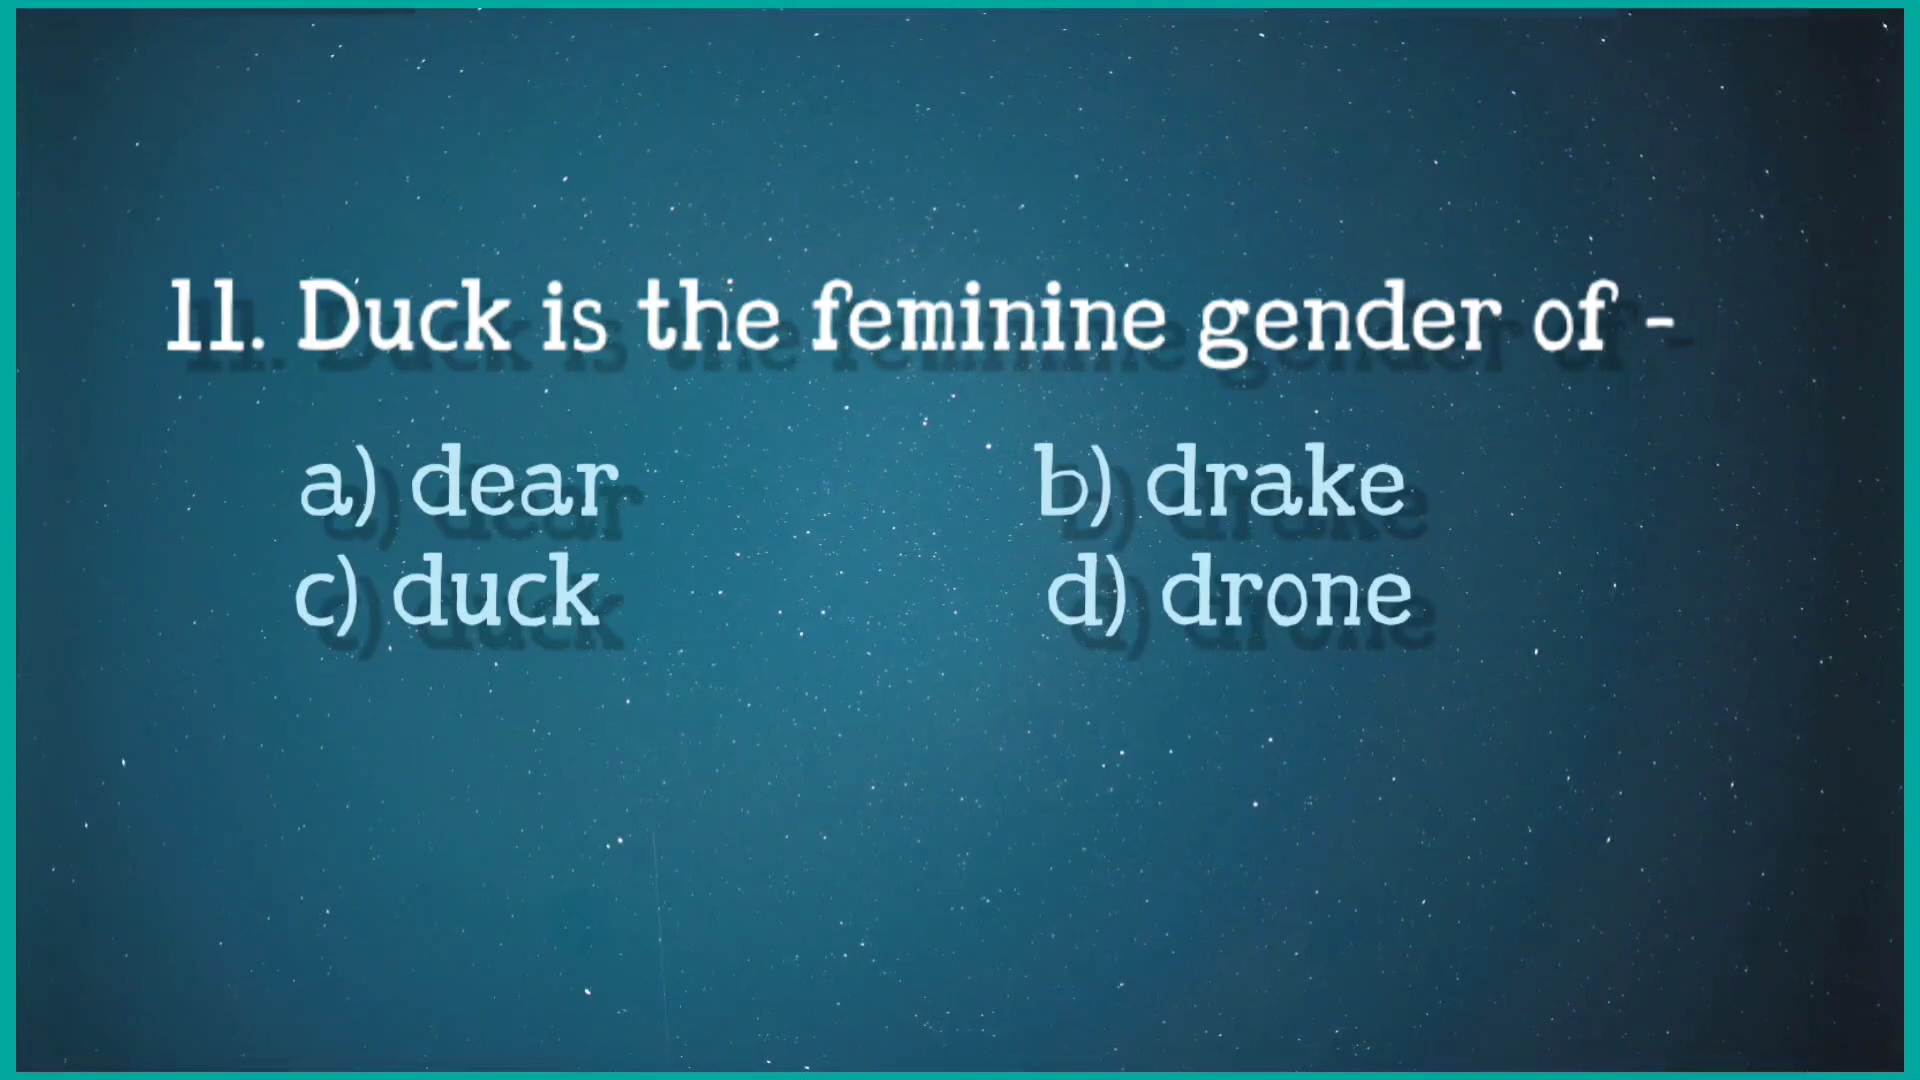 11. Duck is the feminine gender of -
a) dear b) drake
c) duck d) drone